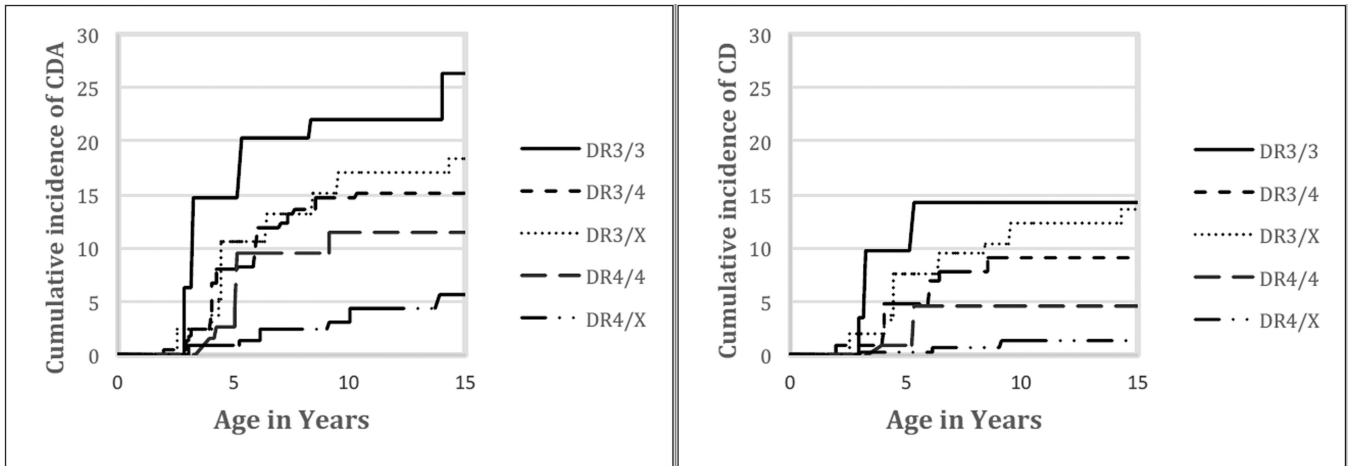 Cumulative incidence of CDA
30
25
20
15
10
5
0
0 5 10 15
Age in Years
DR3/3
DR3/4
DR3/X
DR4/4
DR4/X
Cumulative incidence of CD
30
25
20
15
10
5
0
0 5 10 15
Age in Years
DR3/3
DR3/4
DR3/X
DR4/4
DR4/X